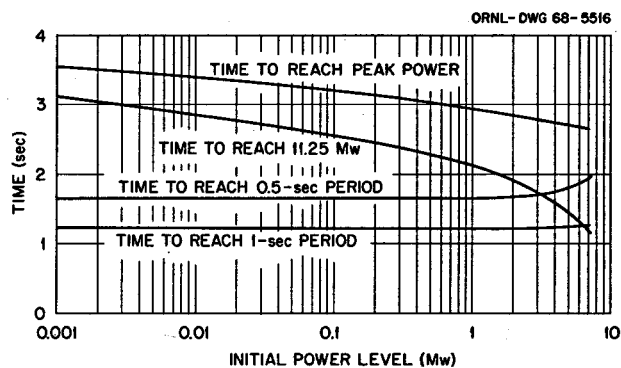 ORNL-DWG 68-5516
4
TIME TO REACH PEAK POWER
3
TIME TO REACH 11.25 Mw
2
TIME TO REACH 0.5-sec PERIOD
1
TIME TO REACH 1-sec PERIOD
0
TIME (sec)
0.001 0.01 0.1 1 10
INITIAL POWER LEVEL (Mw)